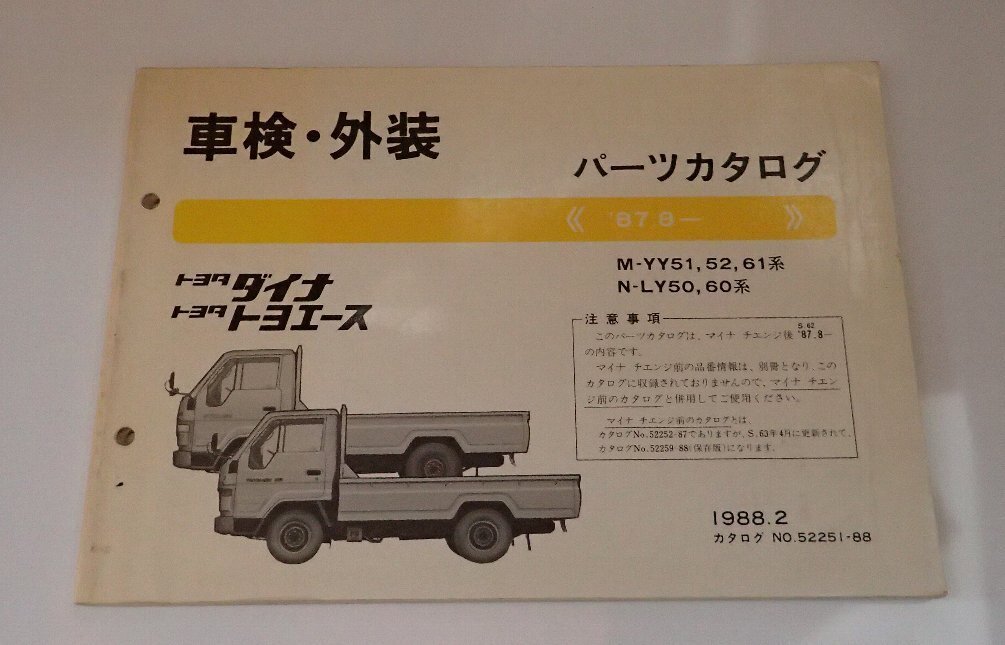 車検・外装
パーツカタログ
《 '87.8ー 》
M-YY51, 52, 61系
N-LY50, 60系
トヨタ ダイナ
トヨタ トヨエース
注意事項
S.62
このパーツカタログは、マイナ チエンジ後 '87.8―
の内容です。
マイナ チエンジ前の品番情報は、別冊となり、この
カタログに収録されておりませんので、マイナ チエン
ジ前のカタログと併用してご使用ください。
マイナ チエンジ前のカタログとは、
カタログNo.52252-87でありますが、S.63年4月に更新されて、
カタログNo.52259-88(保存版)になります。
1988.2
カタログ NO.52251-88